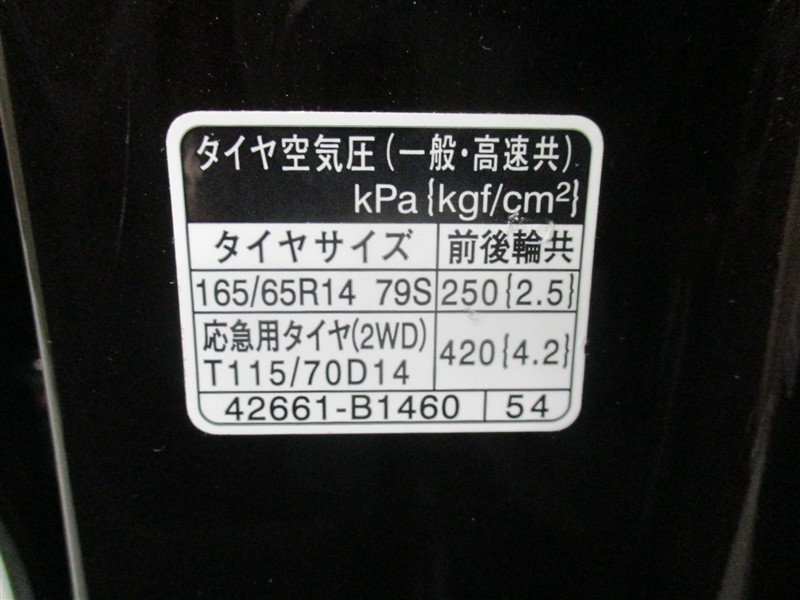 タイヤ空気圧(一般・高速共)
kPa{kgf/cm²}
タイヤサイズ 前後輪共
165/65R14 79S 250{2.5}
応急用タイヤ(2WD)
T115/70D14 420{4.2}
42661-B1460 54